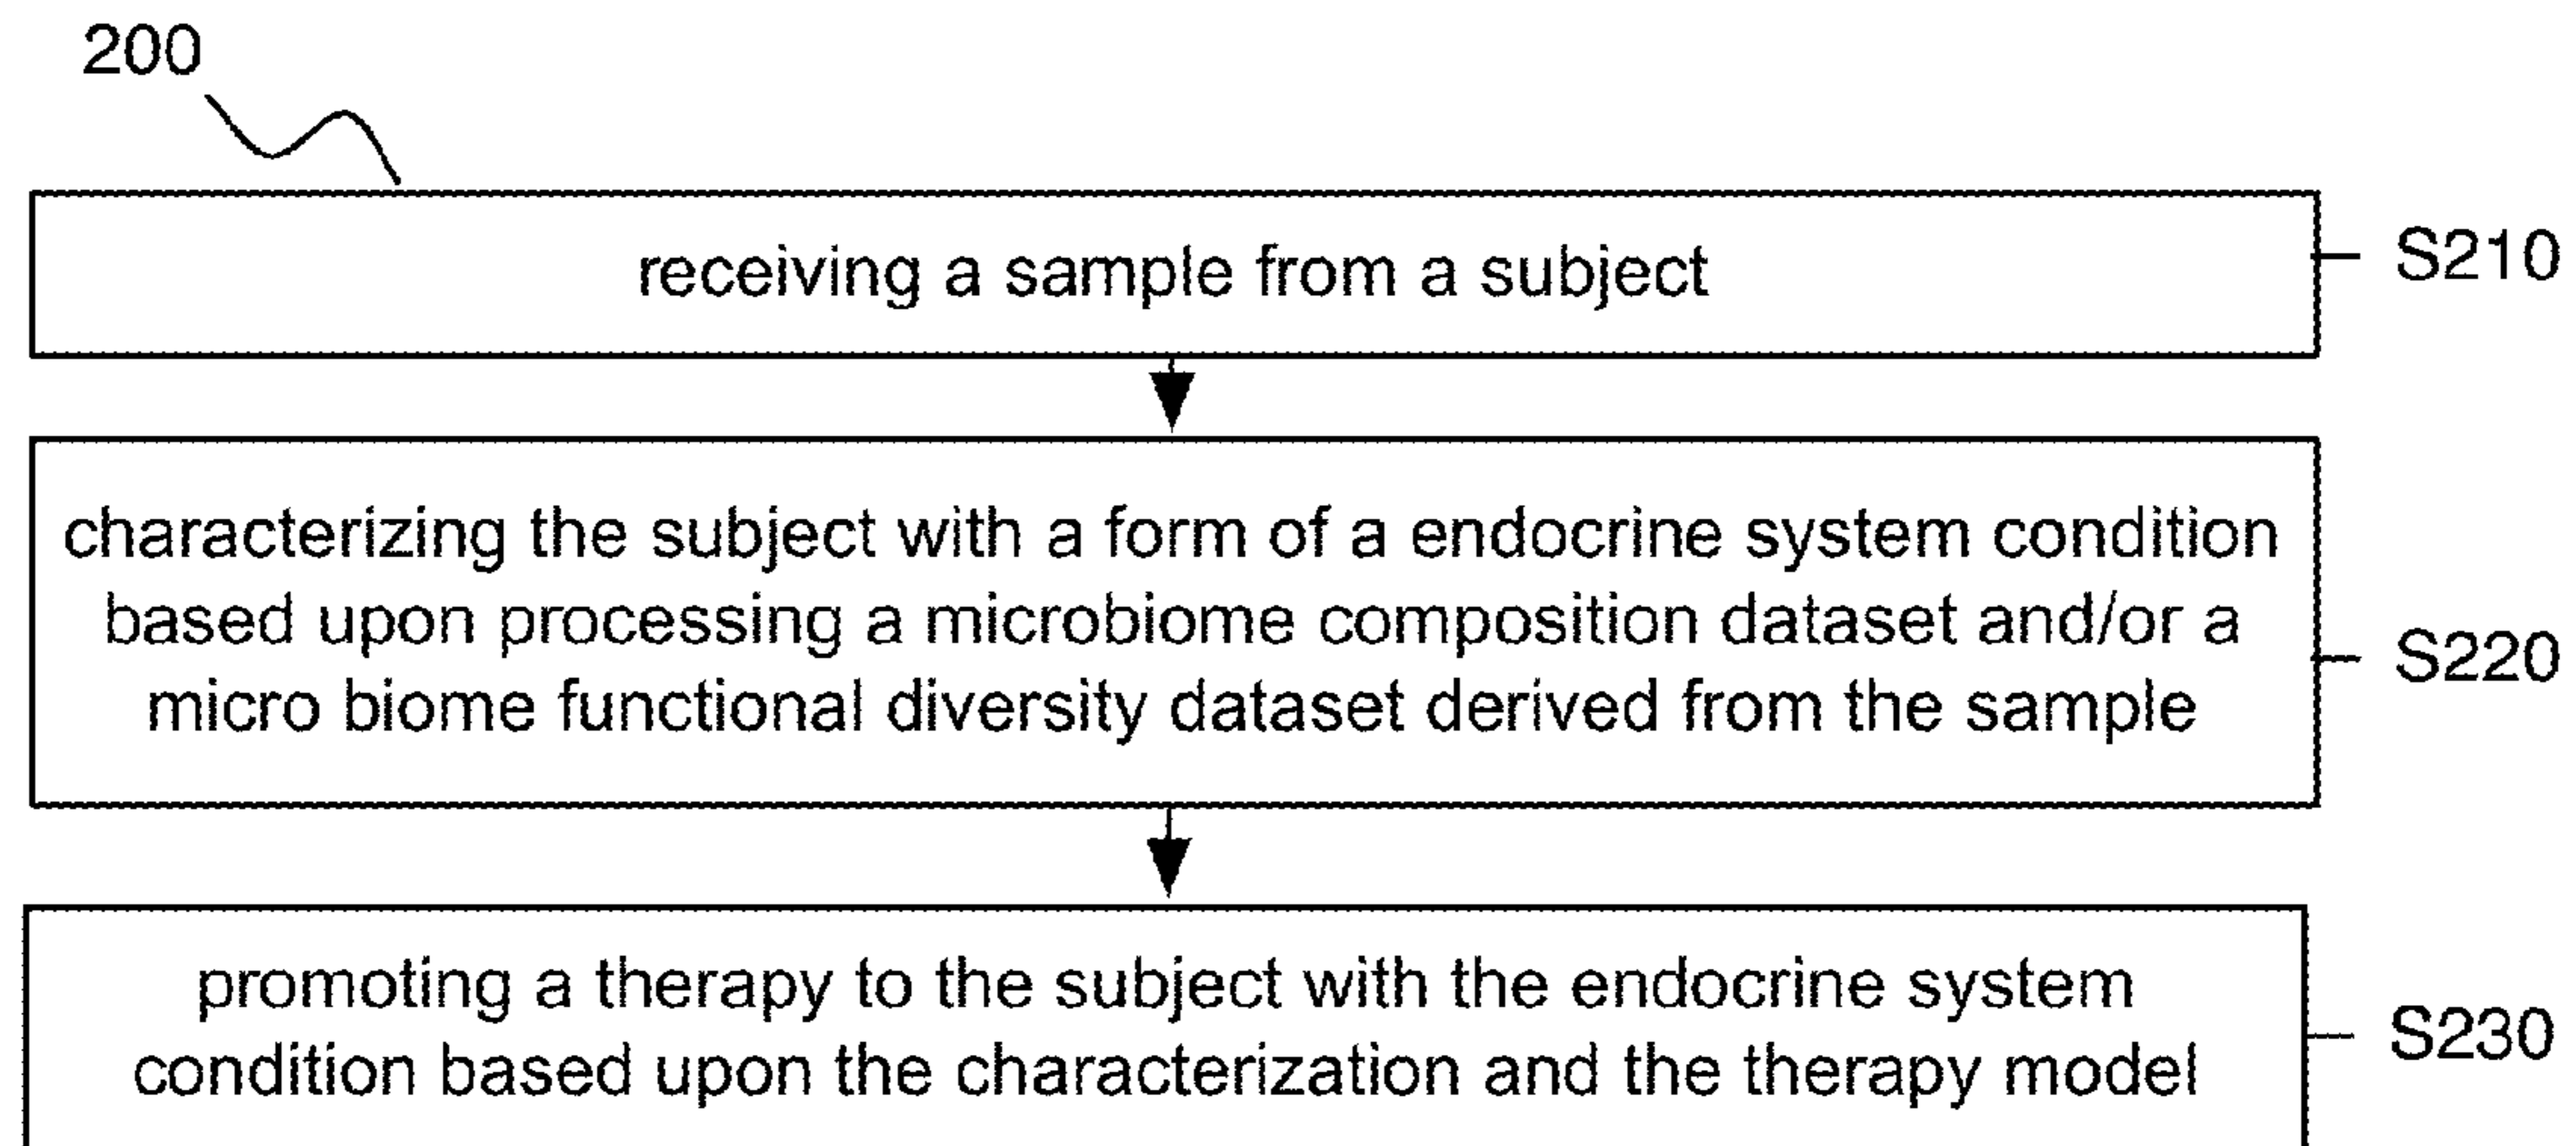 200
receiving a sample from a subject
S210
characterizing the subject with a form of a endocrine system condition
based upon processing a microbiome composition dataset and/or a
micro biome functional diversity dataset derived from the sample
S220
promoting a therapy to the subject with the endocrine system
condition based upon the characterization and the therapy model
S230